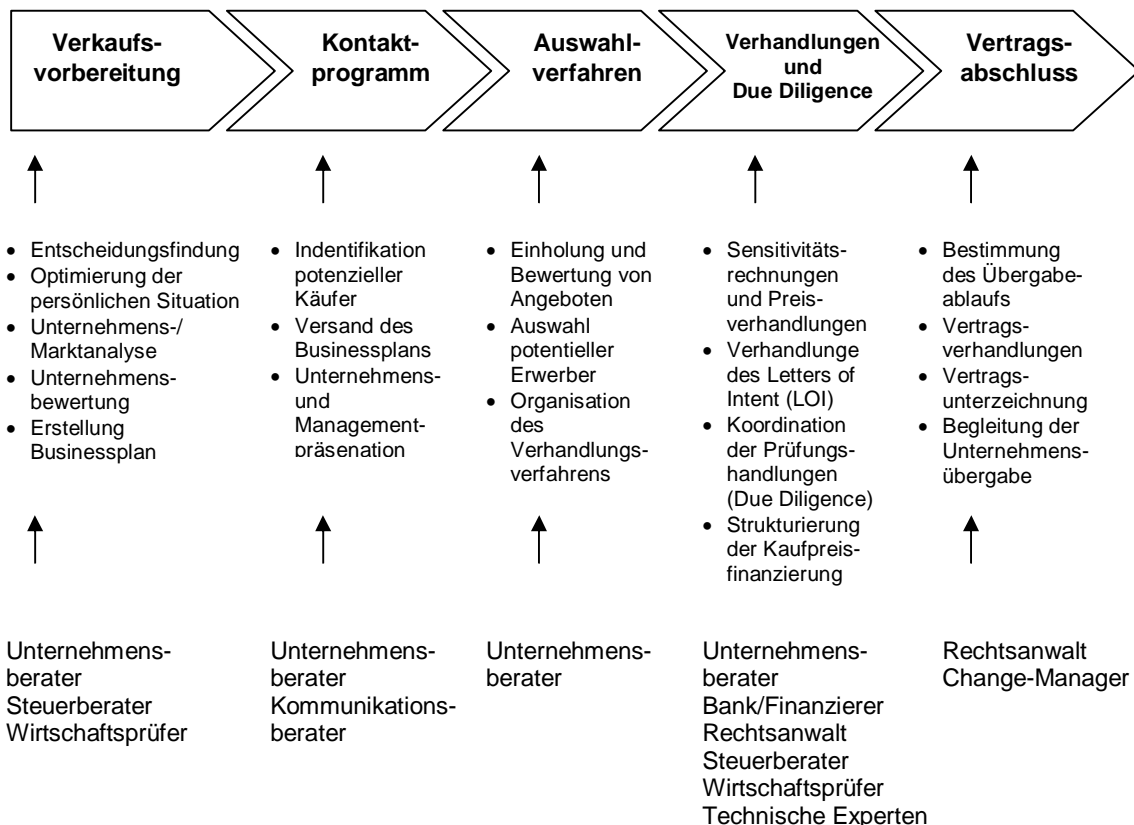 Verkaufs-
vorbereitung
Kontakt-
programm
Auswahl-
verfahren
Verhandlungen
und
Due Diligence
Vertrags-
abschluss
• Entscheidungsfindung
• Optimierung der
persönlichen Situation
• Unternehmens-/
Marktanalyse
• Unternehmens-
bewertung
• Erstellung
Businessplan
• Indentifikation
potenzieller
Käufer
• Versand des
Businessplans
• Unternehmens-
und
Management-
präsenation
• Einholung und
Bewertung von
Angeboten
• Auswahl
potentieller
Erwerber
• Organisation
des
Verhandlungs-
verfahrens
• Sensitivitäts-
rechnungen
und Preis-
verhandlungen
• Verhandlunge
des Letters of
Intent (LOI)
• Koordination
der Prüfungs-
handlungen
(Due Diligence)
• Strukturierung
der Kaufpreis-
finanzierung
• Bestimmung
des Übergabe-
ablaufs
• Vertrags-
verhandlungen
• Vertrags-
unterzeichnung
• Begleitung der
Unternehmens-
übergabe
Unternehmens-
berater
Steuerberater
Wirtschaftsprüfer
Unternehmens-
berater
Kommunikations-
berater
Unternehmens-
berater
Unternehmens-
berater
Bank/Finanzierer
Rechtsanwalt
Steuerberater
Wirtschaftsprüfer
Technische Experten
Rechtsanwalt
Change-Manager